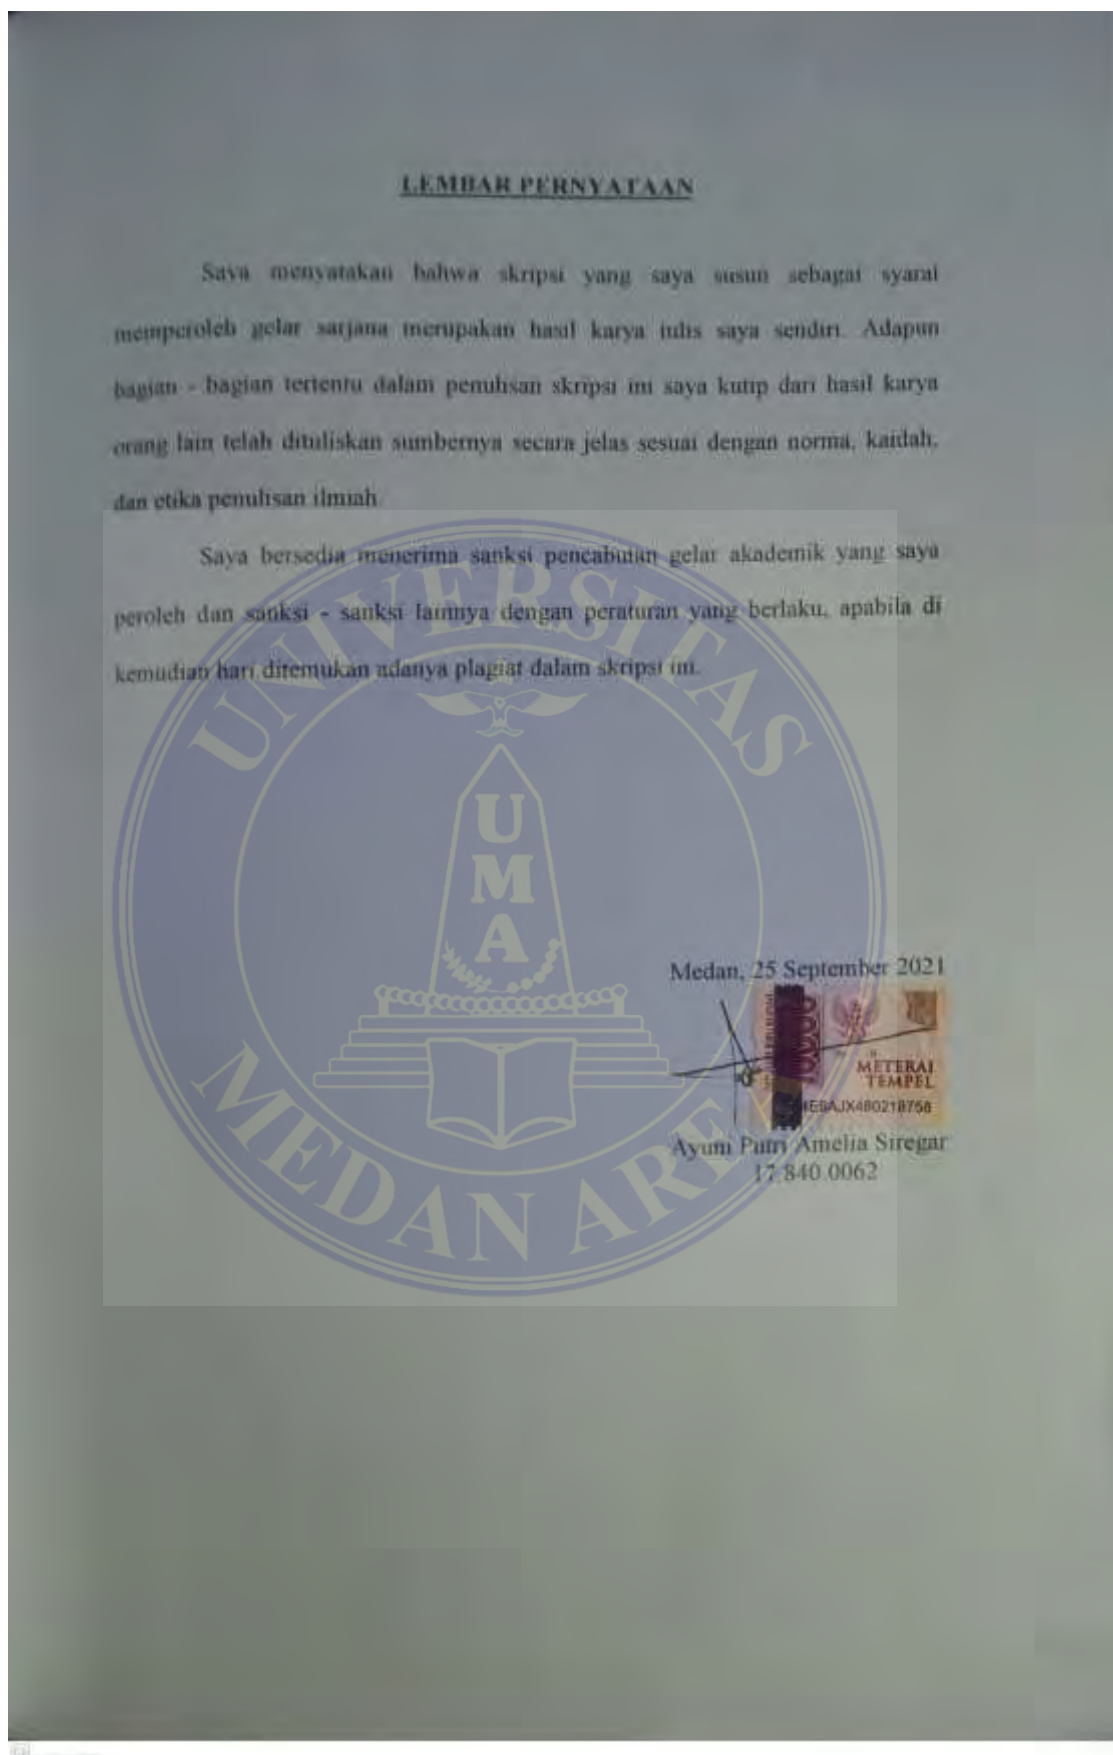 LEMBAR PERNYATAAN
Saya menyatakan bahwa skripsi yang saya susun sebagai syarat
memperoleh gelar sarjana merupakan hasil karya tulis saya sendiri. Adapun
bagian - bagian tertentu dalam penulisan skripsi ini saya kutip dari hasil karya
orang lain telah dituliskan sumbernya secara jelas sesuai dengan norma, kaidah,
dan etika penulisan ilmiah.
Saya bersedia menerima sanksi pencabutan gelar akademik yang saya
peroleh dan sanksi - sanksi lainnya dengan peraturan yang berlaku, apabila di
kemudian hari ditemukan adanya plagiat dalam skripsi ini.
UNIVERSITAS
UMA
MEDAN AREA
Medan, 25 September 2021
10000
METERAI
TEMPEL
Ayuni Putri Amelia Siregar
17.840.0062